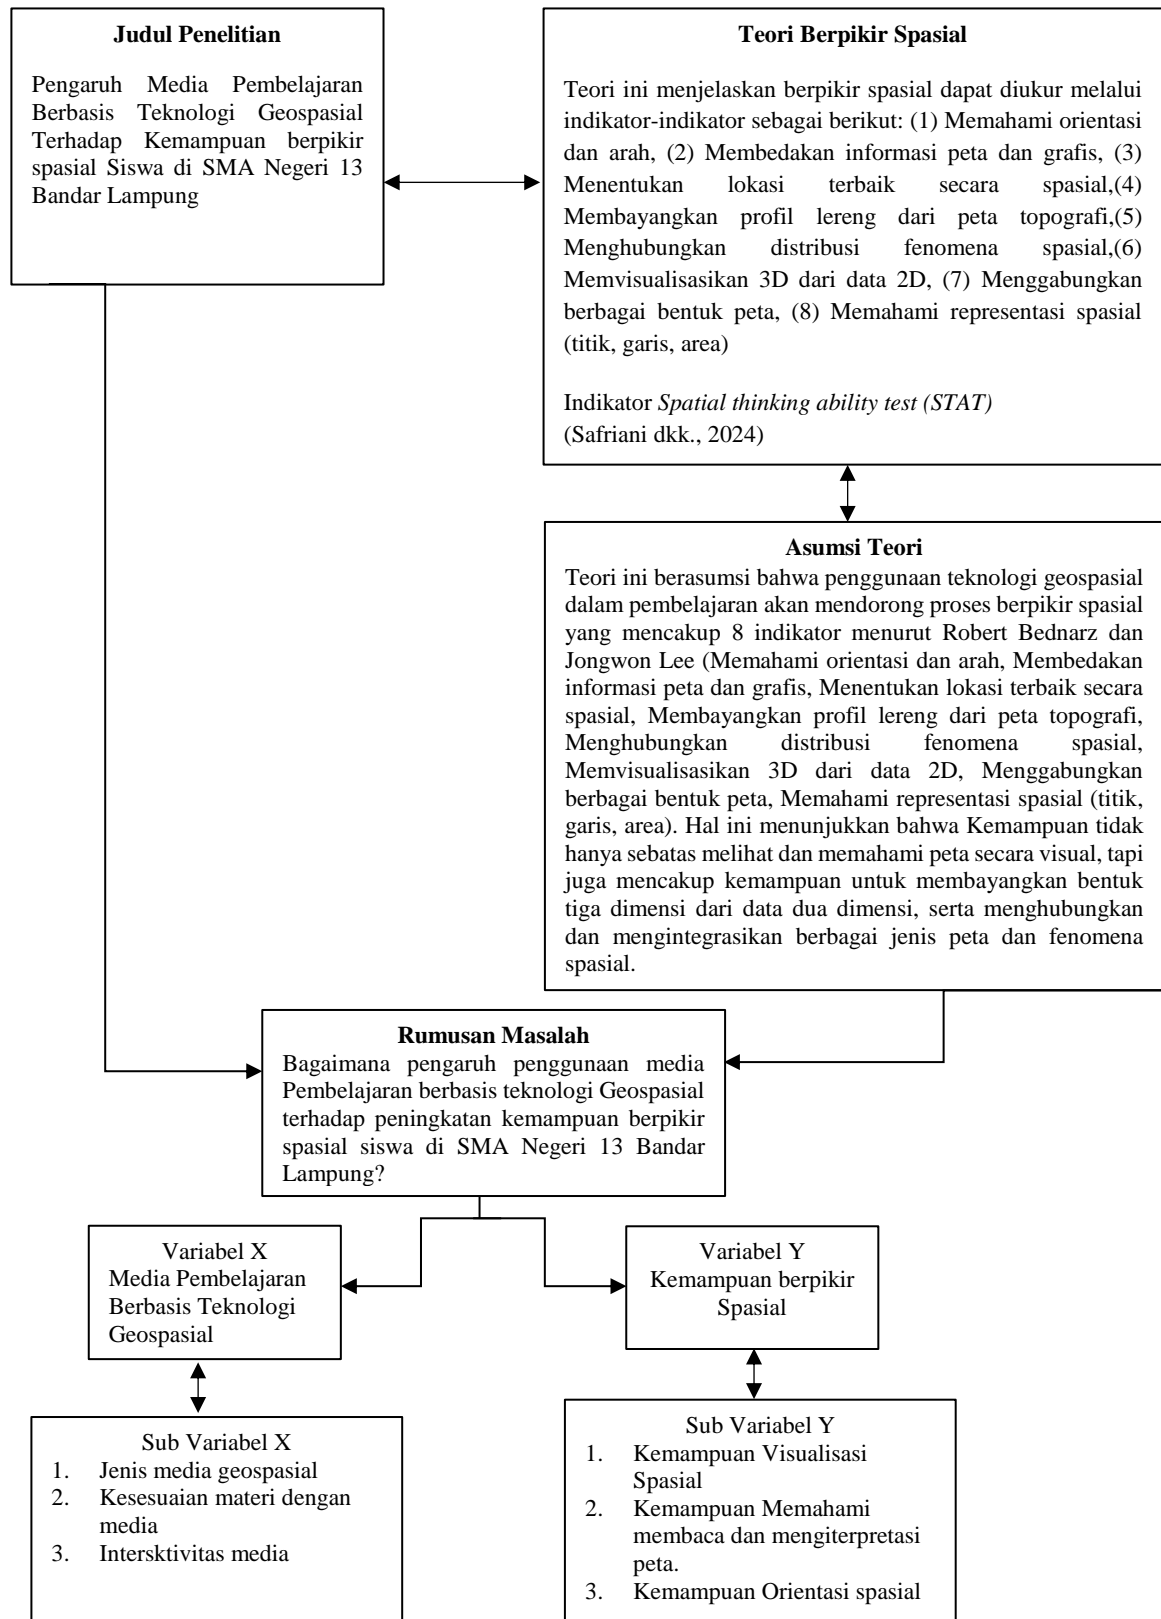 Judul Penelitian
Pengaruh Media Pembelajaran
Berbasis Teknologi Geospasial
Terhadap Kemampuan berpikir
spasial Siswa di SMA Negeri 13
Bandar Lampung
Teori Berpikir Spasial
Teori ini menjelaskan berpikir spasial dapat diukur melalui
indikator-indikator sebagai berikut: (1) Memahami orientasi
dan arah, (2) Membedakan informasi peta dan grafis, (3)
Menentukan lokasi terbaik secara spasial,(4)
Membayangkan profil lereng dari peta topografi,(5)
Menghubungkan distribusi fenomena spasial,(6)
Memvisualisasikan 3D dari data 2D, (7) Menggabungkan
berbagai bentuk peta, (8) Memahami representasi spasial
(titik, garis, area)
Indikator Spatial thinking ability test (STAT)
(Safriani dkk., 2024)
Asumsi Teori
Teori ini berasumsi bahwa penggunaan teknologi geospasial
dalam pembelajaran akan mendorong proses berpikir spasial
yang mencakup 8 indikator menurut Robert Bednarz dan
Jongwon Lee (Memahami orientasi dan arah, Membedakan
informasi peta dan grafis, Menentukan lokasi terbaik secara
spasial, Membayangkan profil lereng dari peta topografi,
Menghubungkan distribusi fenomena spasial,
Memvisualisasikan 3D dari data 2D, Menggabungkan
berbagai bentuk peta, Memahami representasi spasial (titik,
garis, area). Hal ini menunjukkan bahwa Kemampuan tidak
hanya sebatas melihat dan memahami peta secara visual, tapi
juga mencakup kemampuan untuk membayangkan bentuk
tiga dimensi dari data dua dimensi, serta menghubungkan
dan mengintegrasikan berbagai jenis peta dan fenomena
spasial.
Rumusan Masalah
Bagaimana pengaruh penggunaan media
Pembelajaran berbasis teknologi Geospasial
terhadap peningkatan kemampuan berpikir
spasial siswa di SMA Negeri 13 Bandar
Lampung?
Variabel X
Media Pembelajaran
Berbasis Teknologi
Geospasial
Variabel Y
Kemampuan berpikir
Spasial
Sub Variabel X
1. Jenis media geospasial
2. Kesesuaian materi dengan
media
3. Intersktivitas media
Sub Variabel Y
1. Kemampuan Visualisasi
Spasial
2. Kemampuan Memahami
membaca dan mengiterpretasi
peta.
3. Kemampuan Orientasi spasial